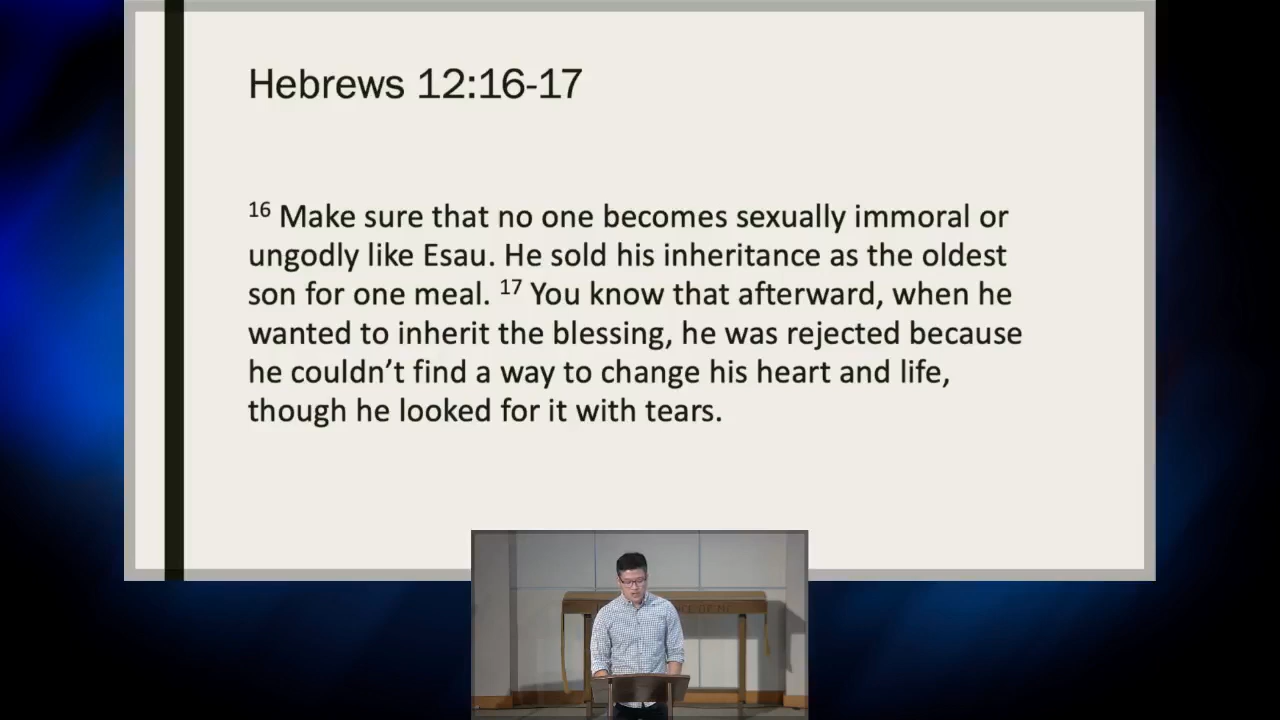 Hebrews 12:16-17
16 Make sure that no one becomes sexually immoral or
ungodly like Esau. He sold his inheritance as the oldest
son for one meal. 17 You know that afterward, when he
wanted to inherit the blessing, he was rejected because
he couldn’t find a way to change his heart and life,
though he looked for it with tears.
OF ME